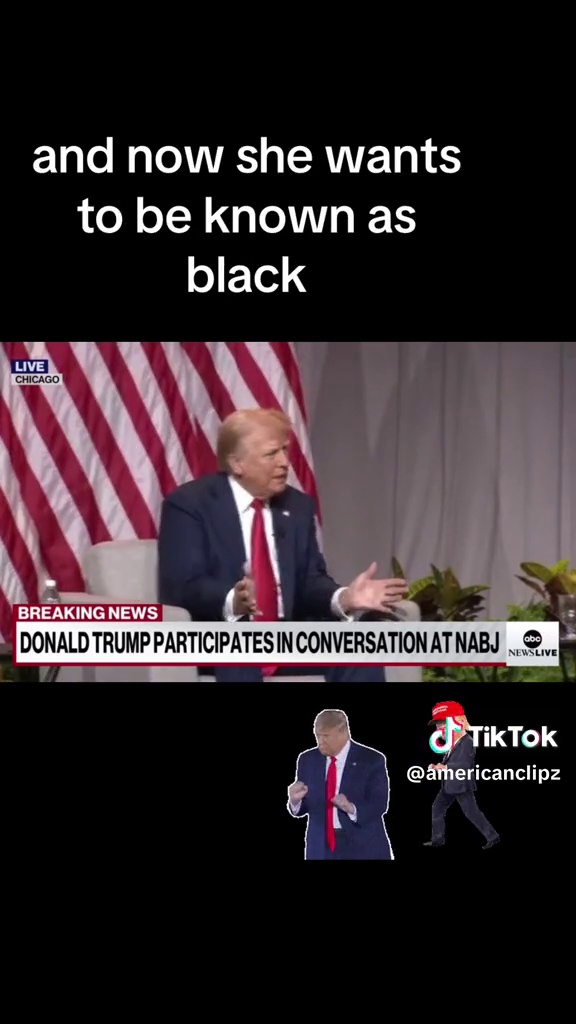 and now she wants
to be known as
black
LIVE
CHICAGO
BREAKING NEWS
DONALD TRUMP PARTICIPATES IN CONVERSATION AT NABJ
abc
NEWS LIVE
TikTok
@americanclipz